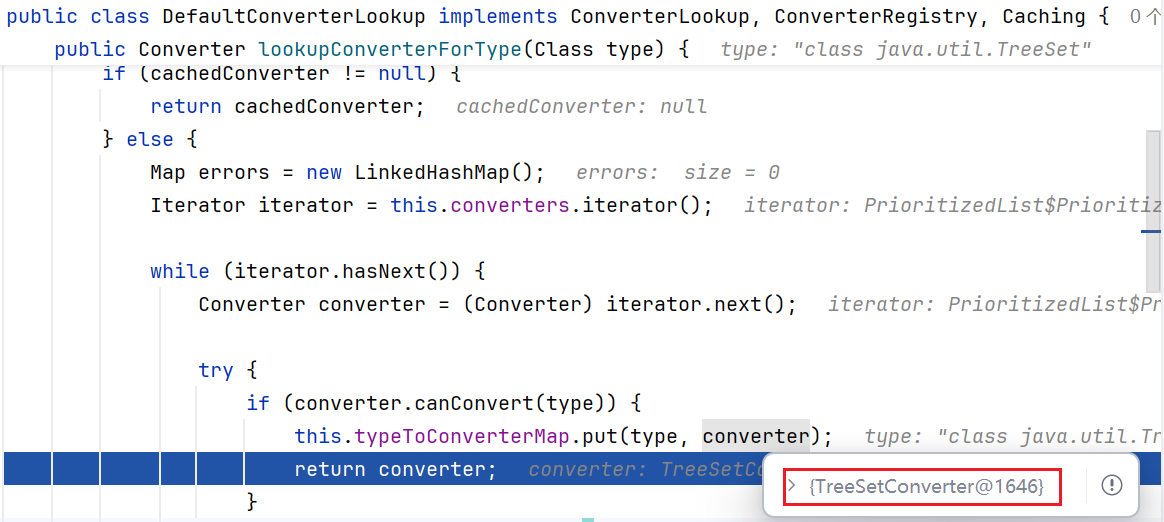 public class DefaultConverterLookup implements ConverterLookup, ConverterRegistry, Caching { 0个
public Converter lookupConverterForType(Class type) { type: "class java.util.TreeSet"
if (cachedConverter != null) {
return cachedConverter; cachedConverter: null
} else {
Map errors = new LinkedHashMap(); errors: size = 0
Iterator iterator = this.converters.iterator(); iterator: PrioritizedList$Prioritiz
while (iterator.hasNext()) {
Converter converter = (Converter) iterator.next(); iterator: PrioritizedList$Pr
try {
if (converter.canConvert(type)) {
this.typeToConverterMap.put(type, converter); type: "class java.util.Tr
return converter; converter: TreeSetCo
{TreeSetConverter@1646}
}